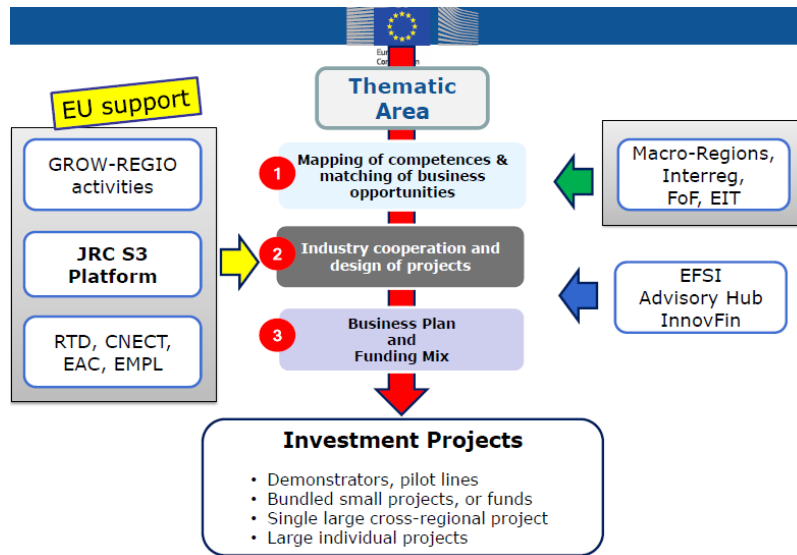 Thematic
Area
EU support
GROW-REGIO
activities
JRC S3
Platform
RTD, CNECT,
EAC, EMPL
1
Mapping of competences &
matching of business
opportunities
2
Industry cooperation and
design of projects
3
Business Plan
and
Funding Mix
Macro-Regions,
Interreg,
FoF, EIT
EFSI
Advisory Hub
InnovFin
Investment Projects
• Demonstrators, pilot lines
• Bundled small projects, or funds
• Single large cross-regional project
• Large individual projects